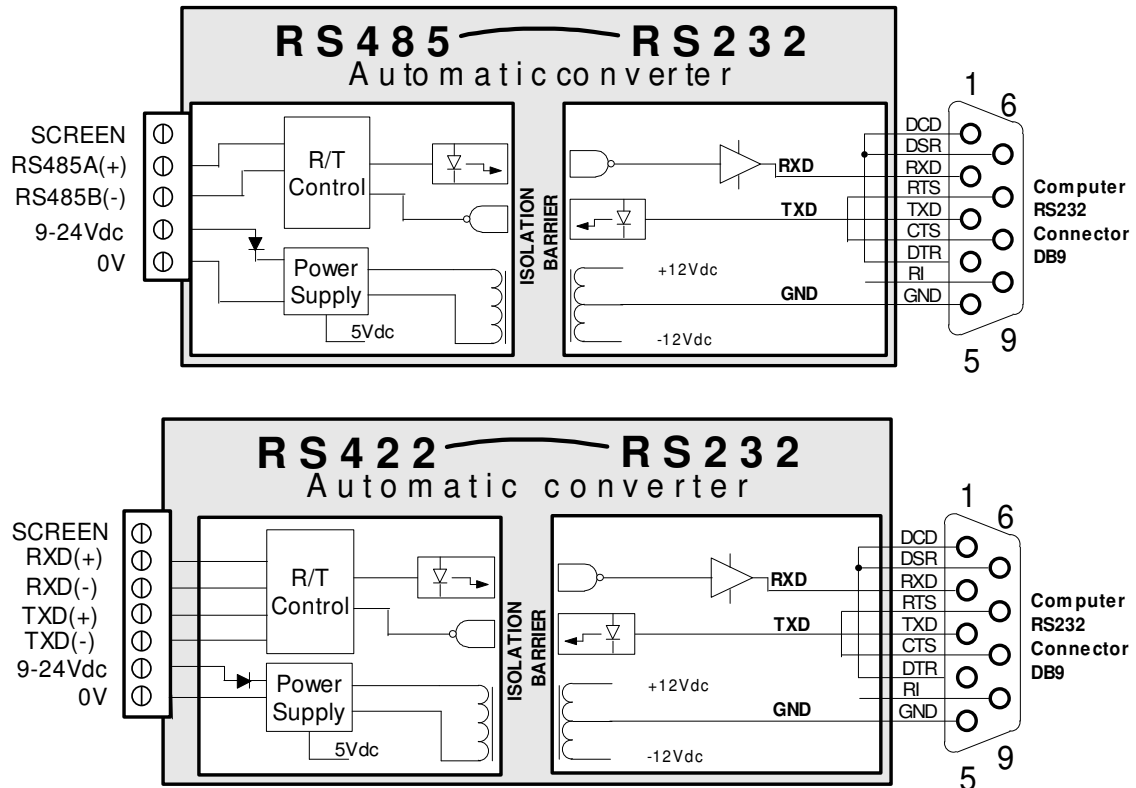 RS485 RS232
Automatic converter
SCREEN
RS485A(+)
RS485B(-)
9-24Vdc
0V
R/T
Control
Power
Supply
5Vdc
ISOLATION
BARRIER
RXD
TXD
+12Vdc
GND
-12Vdc
DCD
DSR
RXD
RTS
TXD
CTS
DTR
RI
GND
1
6
5
9
Computer
RS232
Connector
DB9
RS422 RS232
Automatic converter
SCREEN
RXD(+)
RXD(-)
TXD(+)
TXD(-)
9-24Vdc
0V
R/T
Control
Power
Supply
5Vdc
ISOLATION
BARRIER
RXD
TXD
+12Vdc
GND
-12Vdc
DCD
DSR
RXD
RTS
TXD
CTS
DTR
RI
GND
1
6
5
9
Computer
RS232
Connector
DB9